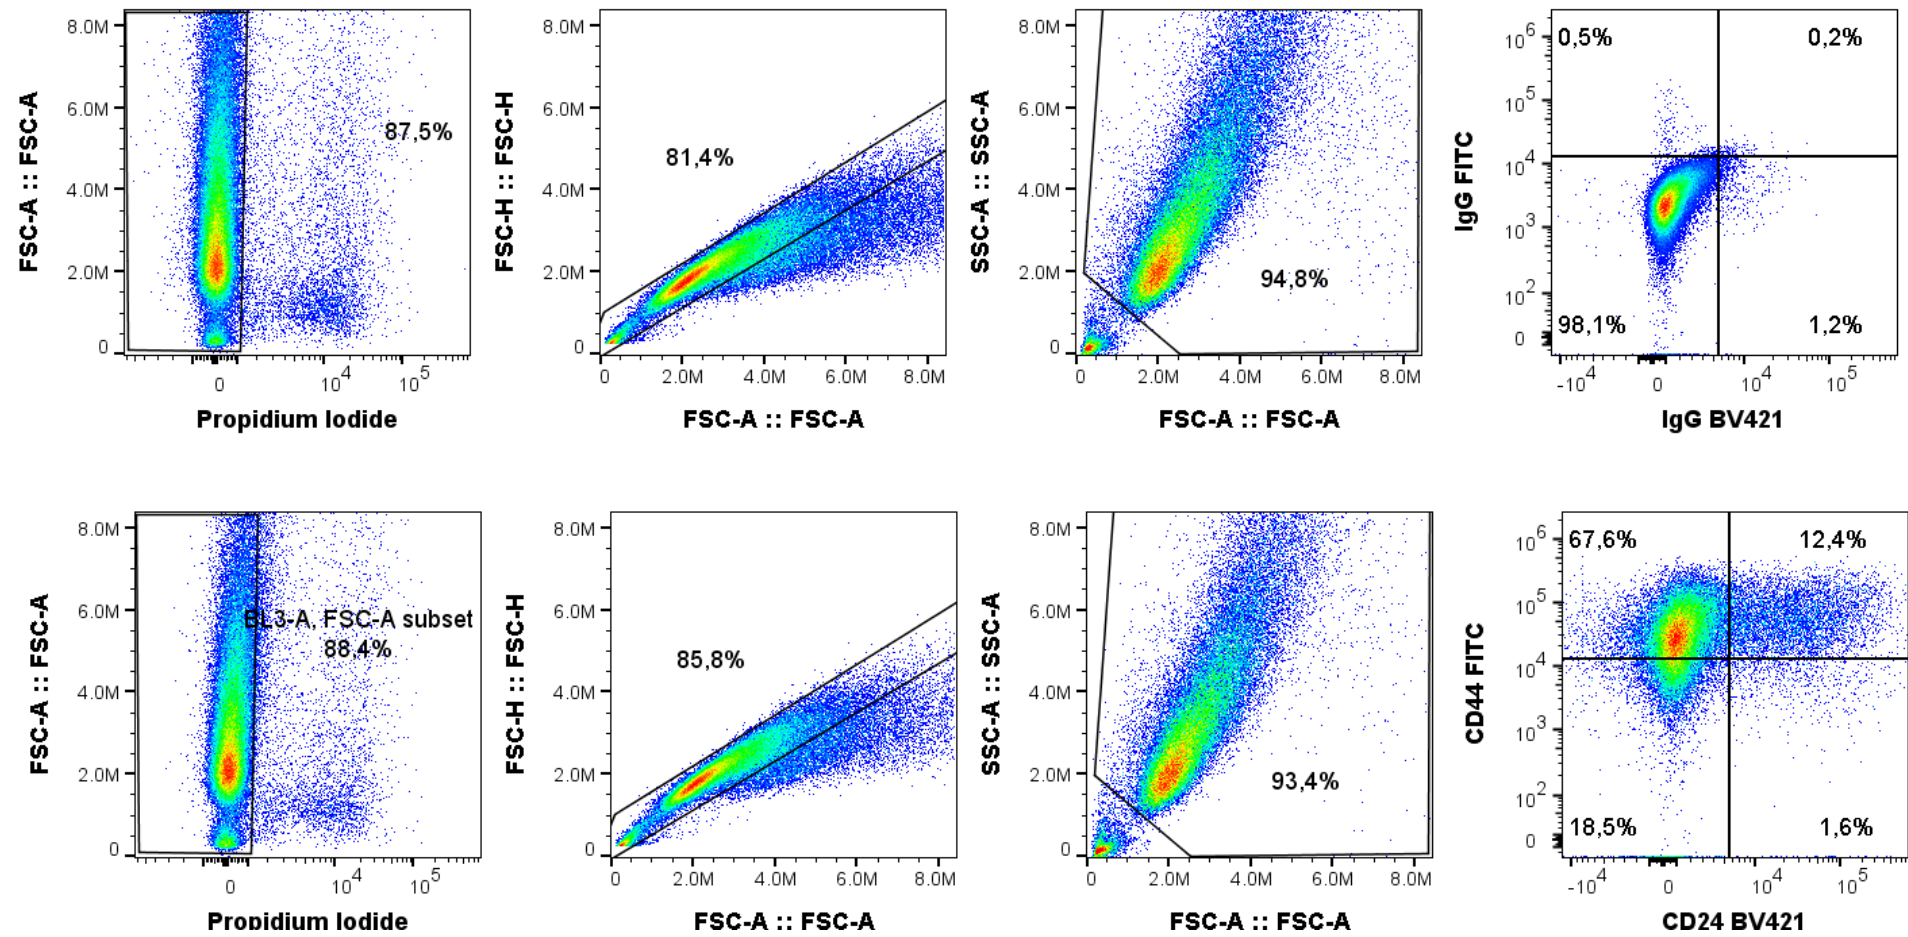 8.0M
6.0M
4.0M
2.0M
0
FSC-A :: FSC-A
87,5%
0 10^4 10^5
Propidium Iodide
8.0M
6.0M
4.0M
2.0M
0
FSC-H :: FSC-H
81,4%
0 2.0M 4.0M 6.0M 8.0M
FSC-A :: FSC-A
8.0M
6.0M
4.0M
2.0M
0
SSC-A :: SSC-A
94,8%
0 2.0M 4.0M 6.0M 8.0M
FSC-A :: FSC-A
10^6
10^5
10^4
10^3
10^2
0
IgG FITC
0,5% 0,2%
98,1% 1,2%
-10^4 0 10^4 10^5
IgG BV421
8.0M
6.0M
4.0M
2.0M
0
FSC-A :: FSC-A
BL3-A, FSC-A subset
88,4%
0 10^4 10^5
Propidium Iodide
8.0M
6.0M
4.0M
2.0M
0
FSC-H :: FSC-H
85,8%
0 2.0M 4.0M 6.0M 8.0M
FSC-A :: FSC-A
8.0M
6.0M
4.0M
2.0M
0
SSC-A :: SSC-A
93,4%
0 2.0M 4.0M 6.0M 8.0M
FSC-A :: FSC-A
10^6
10^5
10^4
10^3
10^2
0
CD44 FITC
67,6% 12,4%
18,5% 1,6%
-10^4 0 10^4 10^5
CD24 BV421